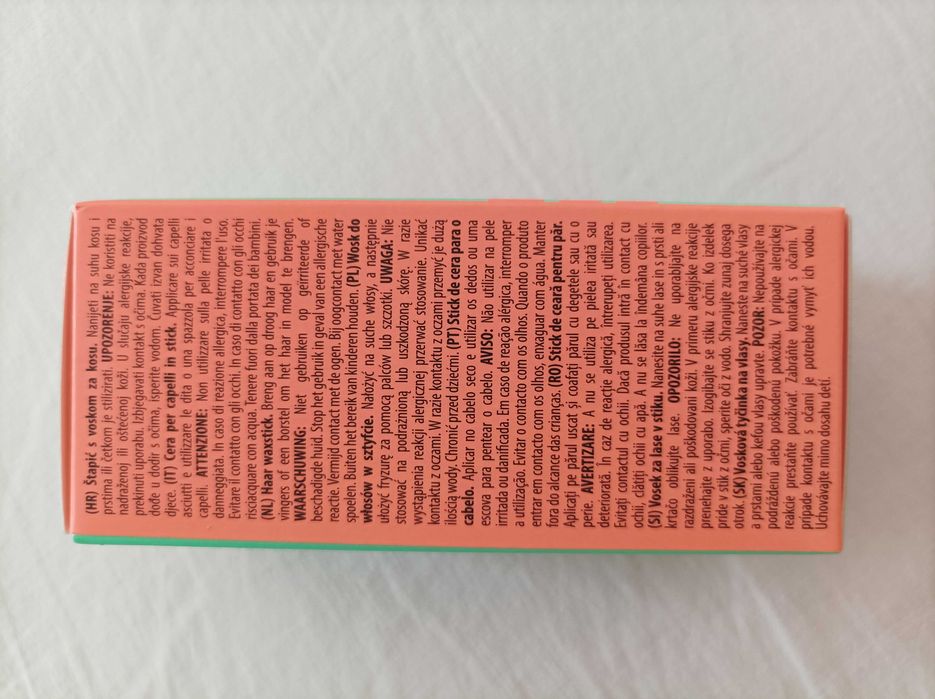 (HR) Štapić s voskom za kosu. Nanijeti na suhu kosu i
prstima ili četkom je stilizirati. UPOZORENJE: Ne koristiti na
nadraženoj ili oštećenoj koži. U slučaju alergijske reakcije,
prekinuti uporabu. Izbjegavati kontakt s očima. Kada proizvod
dođe u dodir s očima, isperite vodom. Čuvati izvan dohvata
djece. (IT) Cera per capelli in stick. Applicare sui capelli
asciutti e utilizzare le dita o una spazzola per acconciare i
capelli. ATTENZIONE: Non utilizzare sulla pelle irritata o
danneggiata. In caso di reazione allergica, interrompere l'uso.
Evitare il contatto con gli occhi. In caso di contatto con gli occhi
risciacquare con acqua. Tenere fuori dalla portata dei bambini.
(NL) Haar waxstick. Breng aan op droog haar en gebruik je
vingers of een borstel om het haar in model te brengen.
WAARSCHUWING: Niet gebruiken op geïrriteerde of
beschadigde huid. Stop het gebruik in geval van een allergische
reactie. Vermijd contact met de ogen. Bij oogcontact met water
spoelen. Buiten het bereik van kinderen houden. (PL) Wosk do
włosów w sztyfcie. Nałożyć na suche włosy, a następnie
ułożyć fryzurę za pomocą palców lub szczotki. UWAGA: Nie
stosować na podrażnioną lub uszkodzoną skórę. W razie
wystąpienia reakcji alergicznej przerwać stosowanie. Unikać
kontaktu z oczami. W razie kontaktu z oczami przemyć je dużą
ilością wody. Chronić przed dziećmi. (PT) Stick de cera para o
cabelo. Aplicar no cabelo seco e utilizar os dedos ou uma
escova para pentear o cabelo. AVISO: Não utilizar na pele
irritada ou danificada. Em caso de reação alérgica, interromper
a utilização. Evitar o contacto com os olhos. Quando o produto
entrar em contacto com os olhos, enxaguar com água. Manter
fora do alcance das crianças. (RO) Stick de ceară pentru păr.
Aplicați pe părul uscat și coafați părul cu degetele sau cu o
perie. AVERTIZARE: A nu se utiliza pe pielea iritată sau
deteriorată. În caz de reacție alergică, întrerupeți utilizarea.
Evitați contactul cu ochii. Dacă produsul intră în contact cu
ochii, clătiți ochii cu apă. A nu se lăsa la îndemâna copiilor.
(SI) Vosek za lase v stiku. Nanesite na suhe lase in s prsti ali
krtačo oblikujte lase. OPOZORILO: Ne uporabljajte na
razdraženi ali poškodovani koži. V primeru alergijske reakcije
prenehajte z uporabo. Izogibajte se stiku z očmi. Ko izdelek
pride v stik z očmi, sperite oči z vodo. Shranjujte zunaj dosega
otrok. (SK) Vosková tyčinka na vlasy. Naneste na suché vlasy
a prstami alebo kefou vlasy upravte. POZOR: Nepoužívajte na
podráždenú alebo poškodenú pokožku. V prípade alergickej
reakcie prestaňte používať. Zabráňte kontaktu s očami. V
prípade kontaktu s očami je potrebné vymyť ich vodou.
Uchovávajte mimo dosahu detí.